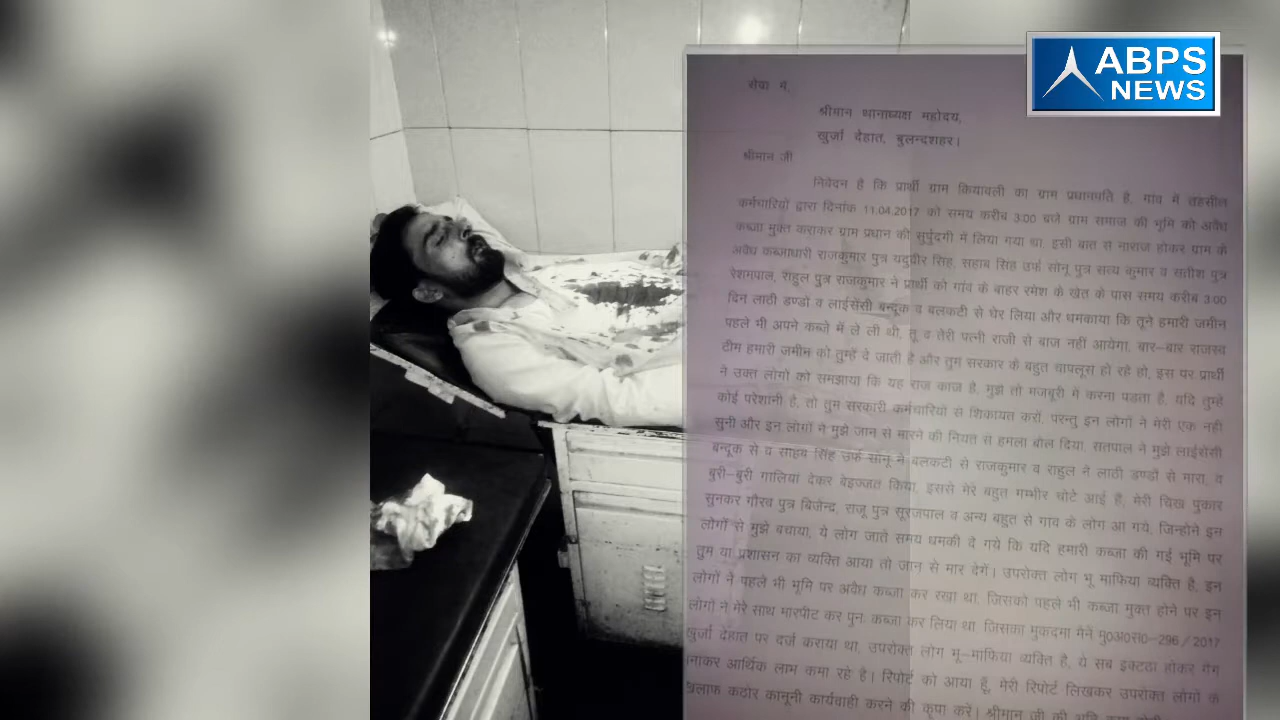 ABPS
NEWS
सेवा में,
श्रीमान थानाध्यक्ष महोदय,
खुर्जा देहात, बुलन्दशहर।
श्रीमान जी
निवेदन है कि प्रार्थी ग्राम कियावली का ग्राम प्रधानपति है, गांव में तहसील
कर्मचारियों द्वारा दिनांक 11.04.2017 को समय करीब 3:00 बजे ग्राम समाज की भूमि को अवैध
कब्जा मुक्त कराकर ग्राम प्रधान की सुर्पुदगी में लिया गया था, इसी बात से नाराज होकर ग्राम के
अवैध कब्जाधारी राजकुमार पुत्र यदुवीर सिंह, सहाब सिंह उर्फ सोनू पुत्र सत्य कुमार व सतीश पुत्र
रेशमपाल, राहुल पुत्र राजकुमार ने प्रार्थी को गांव के बाहर रमेश के खेत के पास समय करीब 3:00
दिन लाठी डण्डों व लाईसेंसी बन्दूक व बलकटी से घेर लिया और धमकाया कि तूने हमारी जमीन
पहले भी अपने कब्जे में ले ली थी, तू व तेरी पत्नी राजी से बाज नहीं आयेगा, बार–बार राजस्व
टीम हमारी जमीन को तुम्हें दे जाती है और तुम सरकार के बहुत चापलूस हो रहे हो, इस पर प्रार्थी
ने उक्त लोगों को समझाया कि यह राज काज है, मुझे तो मजबूरी में करना पड़ता है, यदि तुम्हे
कोई परेशानी है, तो तुम सरकारी कर्मचारियों से शिकायत करों, परन्तु इन लोगों ने मेरी एक नही
सुनी और इन लोगों ने मुझे जान से मारने की नियत से हमला बोल दिया, सतपाल ने मुझे लाईसेंसी
बन्दूक से व साहब सिंह उर्फ सोनू ने बलकटी से राजकुमार व राहुल ने लाठी डण्डों से मारा, व
बुरी–बुरी गालियां देकर बेइज्जत किया, इससे मेरे बहुत गम्भीर चोटे आई है, मेरी चिख पुकार
सुनकर गौरव पुत्र बिजेन्द, राजू पुत्र सूरजपाल व अन्य बहुत से गाव के लोग आ गये, जिन्होने इन
लोगों से मुझे बचाया, ये लोग जाते समय धमकी दे गये कि यदि हमारी कब्जा की गई भूमि पर
तुम या प्रशासन का व्यक्ति आया तो जान से मार देगें। उपरोक्त लोग भू माफिया व्यक्ति है, इन
लोगों ने पहले भी भूमि पर अवैध कब्जा कर रखा था, जिसको पहले भी कब्जा मुक्त होने पर इन
लोगों ने मेरे साथ मारपीट कर पुनः कब्जा कर लिया था, जिसका मुकदमा मैनें मु0अ0स0–296/2017
खुर्जा देहात पर दर्ज कराया था, उपरोक्त लोग भू–माफिया व्यक्ति है, ये सब इक्टठा होकर गैंग
नाकर आर्थिक लाभ कमा रहे है। रिपोर्ट को आया हूँ, मेरी रिपोर्ट लिखकर उपरोक्त लोगों के
खिलाफ कठोर कानूनी कार्यवाही करने की कृपा करें। श्रीमान जी की अति